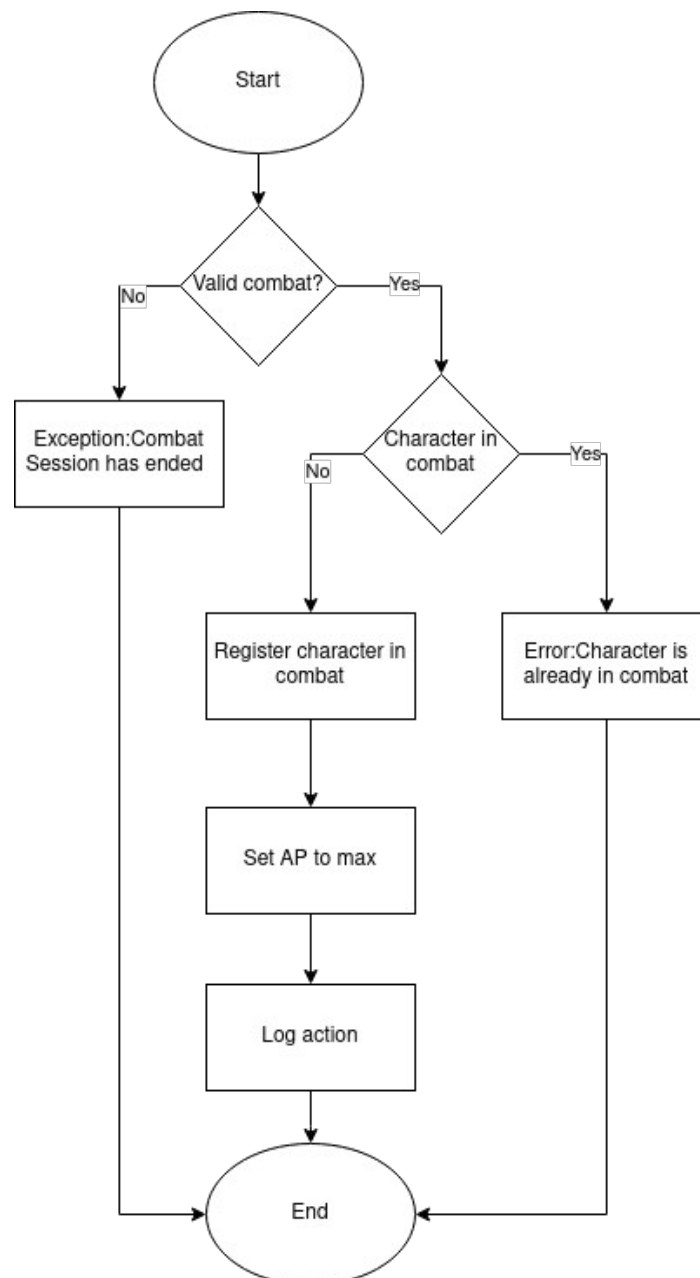 Start
Valid combat?
No
Yes
Exception:Combat
Session has ended
Character in
combat
No
Yes
Register character in
combat
Error:Character is
already in combat
Set AP to max
Log action
End